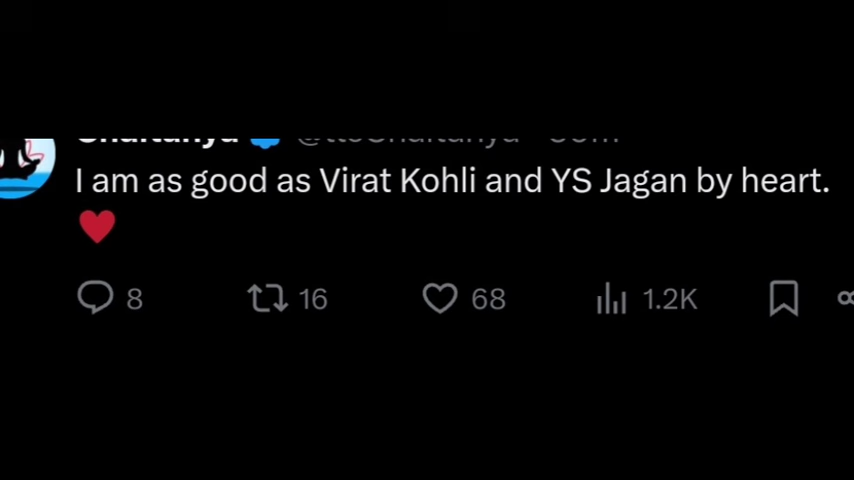 I am as good as Virat Kohli and YS Jagan by heart.
❤️
8 16 68 1.2K